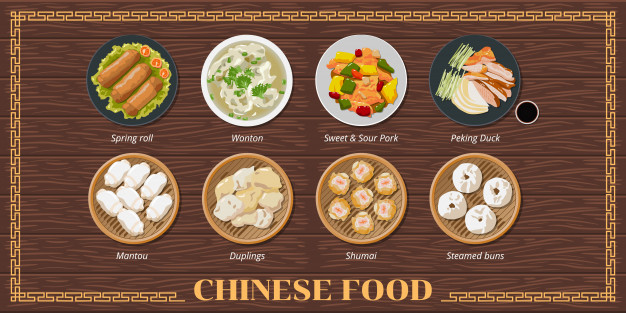 Spring roll
Wonton
Sweet & Sour Pork
Peking Duck
Mantou
Duplings
Shumai
Steamed buns
CHINESE FOOD